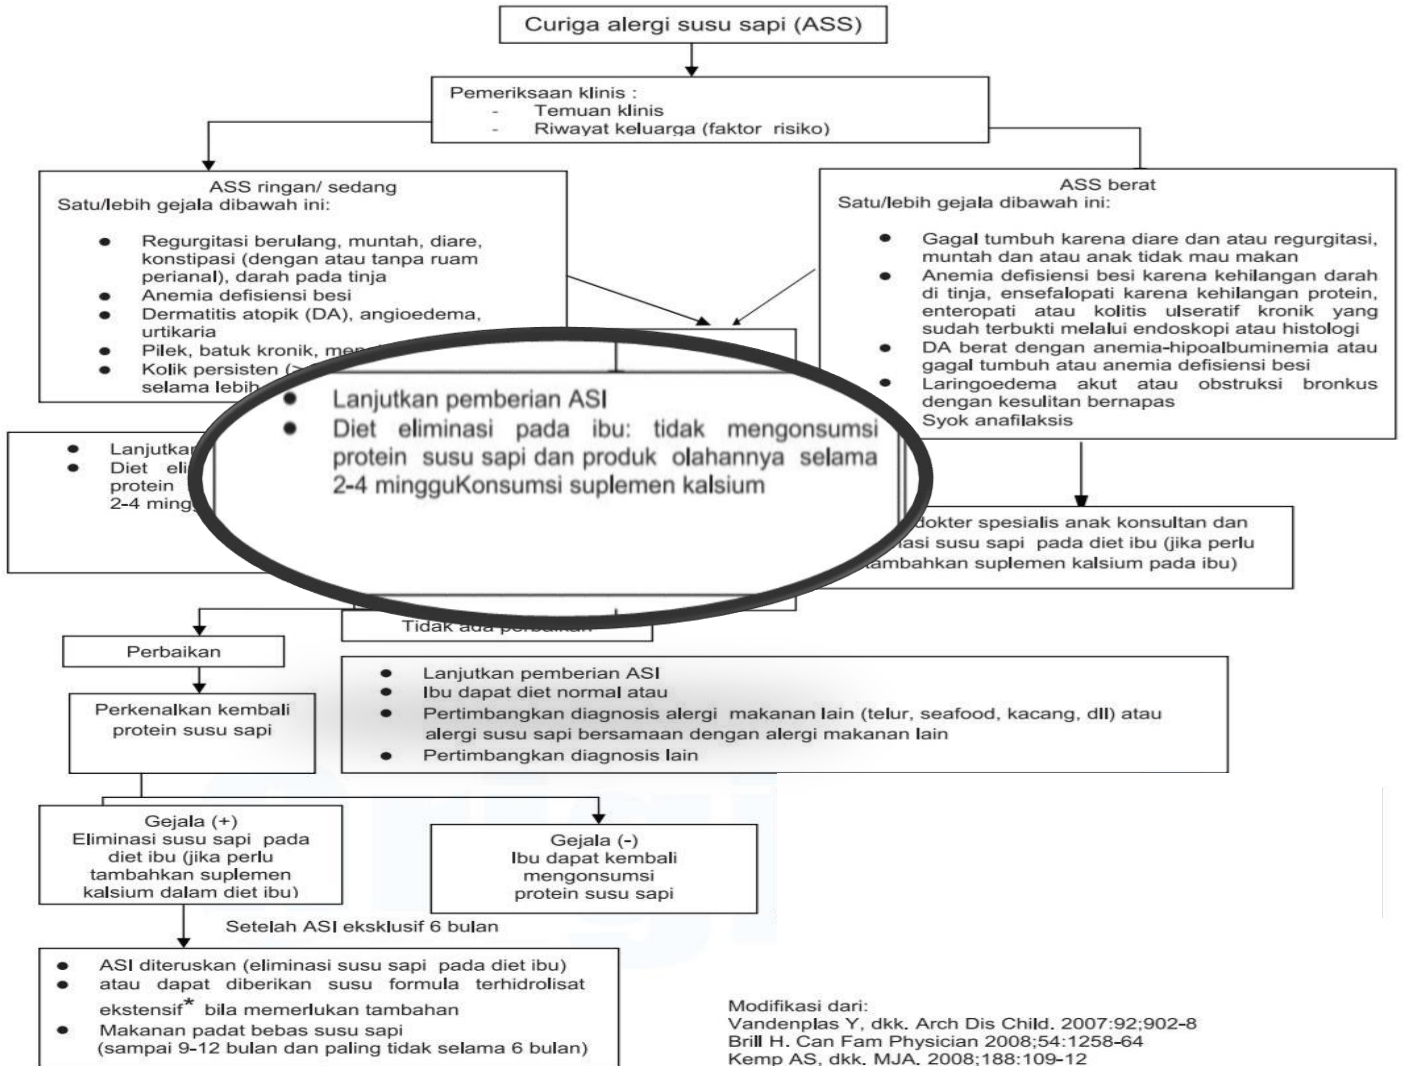 Curiga alergi susu sapi (ASS)
Pemeriksaan klinis :
- Temuan klinis
- Riwayat keluarga (faktor risiko)
ASS ringan/ sedang
Satu/lebih gejala dibawah ini:
● Regurgitasi berulang, muntah, diare,
konstipasi (dengan atau tanpa ruam
perianal), darah pada tinja
● Anemia defisiensi besi
● Dermatitis atopik (DA), angioedema,
urtikaria
● Pilek, batuk kronik,
● Kolik persisten
selama lebih
ASS berat
Satu/lebih gejala dibawah ini:
● Gagal tumbuh karena diare dan atau regurgitasi,
muntah dan atau anak tidak mau makan
● Anemia defisiensi besi karena kehilangan darah
di tinja, ensefalopati karena kehilangan protein,
enteropati atau kolitis ulseratif kronik yang
sudah terbukti melalui endoskopi atau histologi
● DA berat dengan anemia-hipoalbuminemia atau
gagal tumbuh atau anemia defisiensi besi
● Laringoedema akut atau obstruksi bronkus
dengan kesulitan bernapas
Syok anafilaksis
● Lanjutkan pemberian ASI
● Diet eliminasi pada ibu: tidak mengonsumsi
protein susu sapi dan produk olahannya selama
2-4 mingguKonsumsi suplemen kalsium
● 
● Diet
protein
2-4
dokter spesialis anak konsultan dan
susu sapi pada diet ibu (jika perlu
tambahkan suplemen kalsium pada ibu)
Perbaikan
Tidak ada perbaikan
Perkenalkan kembali
protein susu sapi
● Lanjutkan pemberian ASI
● Ibu dapat diet normal atau
● Pertimbangkan diagnosis alergi makanan lain (telur, seafood, kacang, dll) atau
alergi susu sapi bersamaan dengan alergi makanan lain
● Pertimbangkan diagnosis lain
Gejala (+)
Eliminasi susu sapi pada
diet ibu (jika perlu
tambahkan suplemen
kalsium dalam diet ibu)
Gejala (-)
Ibu dapat kembali
mengonsumsi
protein susu sapi
Setelah ASI eksklusif 6 bulan
● ASI diteruskan (eliminasi susu sapi pada diet ibu)
● atau dapat diberikan susu formula terhidrolisat
ekstensif* bila memerlukan tambahan
● Makanan padat bebas susu sapi
(sampai 9-12 bulan dan paling tidak selama 6 bulan)
Modifikasi dari:
Vandenplas Y, dkk. Arch Dis Child. 2007:92;902-8
Brill H. Can Fam Physician 2008;54:1258-64
Kemp AS, dkk. MJA. 2008;188:109-12